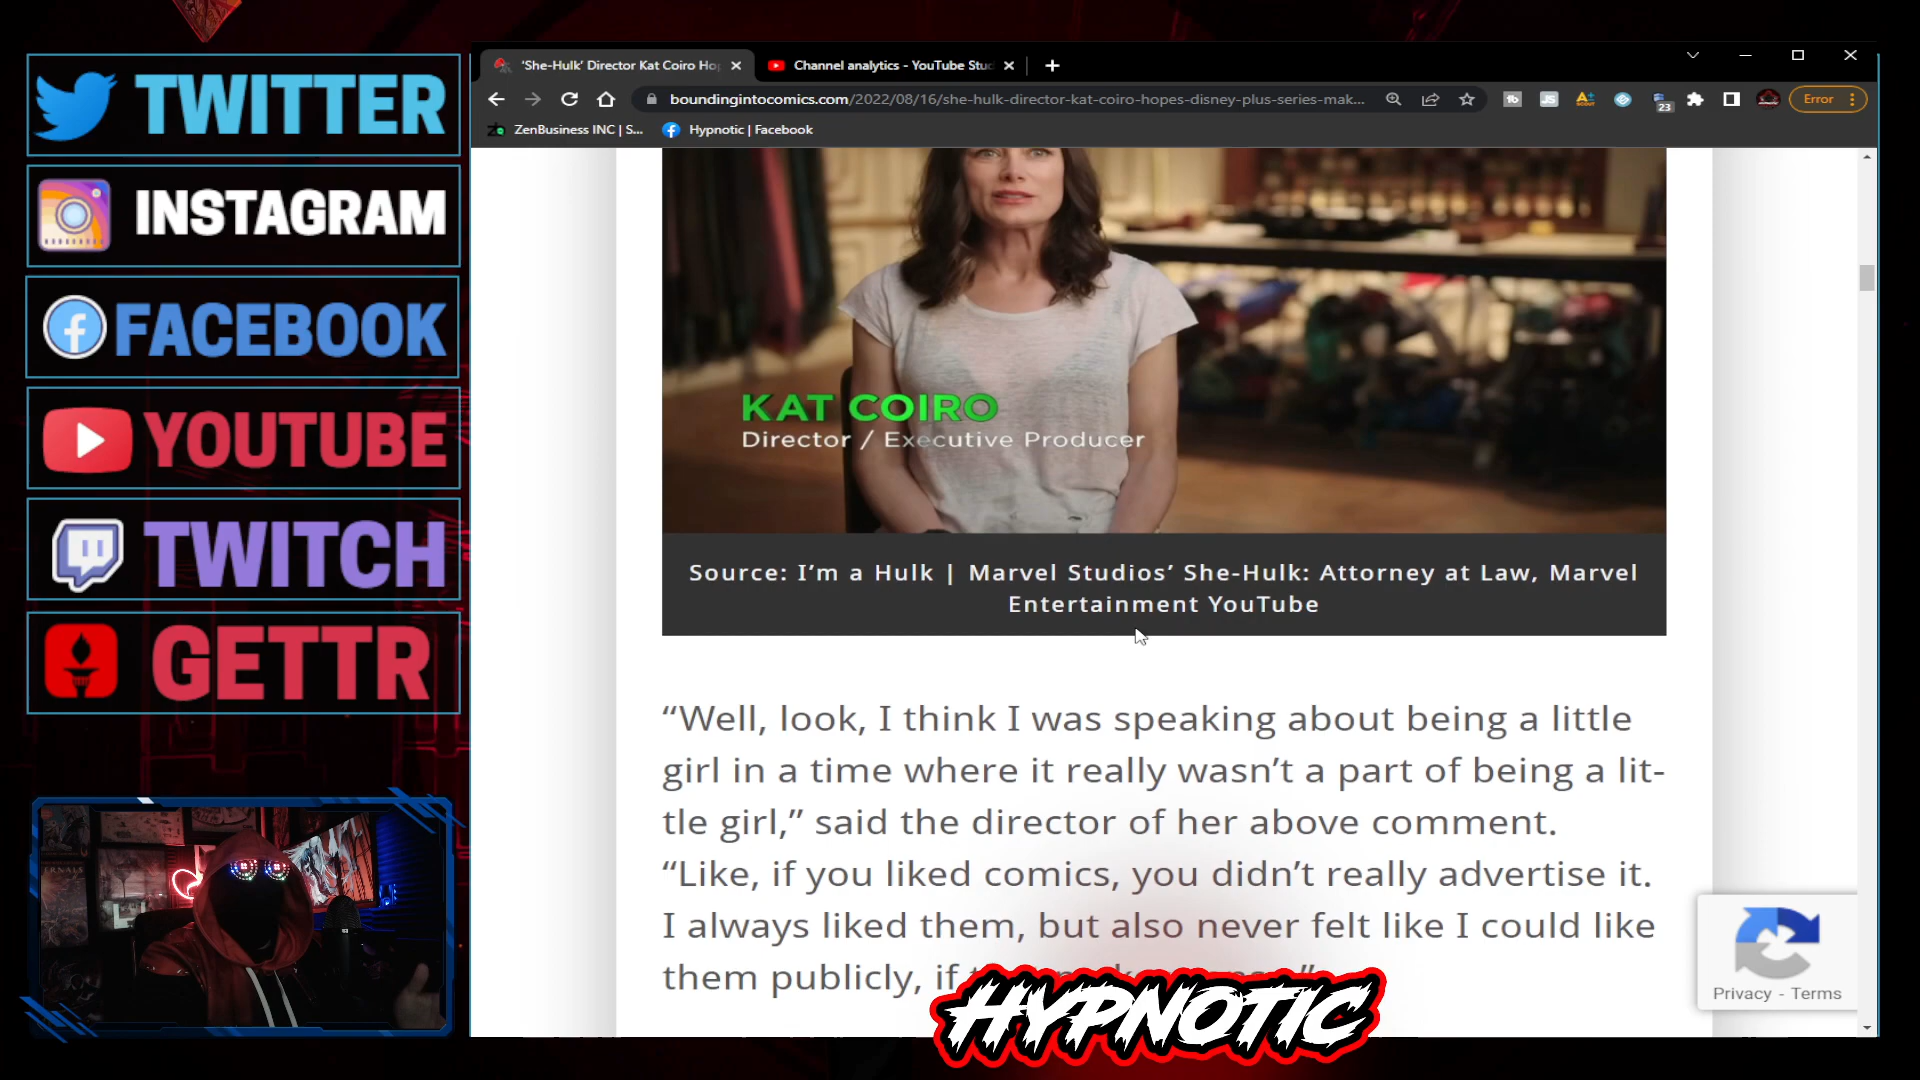 TWITTER
INSTAGRAM
FACEBOOK
YOUTUBE
TWITCH
GETTR
'She-Hulk' Director Kat Coiro Ho
Channel analytics - YouTube Stu
boundingintocomics.com/2022/08/16/she-hulk-director-kat-coiro-hopes-disney-plus-series-mak...
23
Error
ZenBusiness INC | S...
Hypnotic | Facebook
KAT COIRO
Director / Executive Producer
Source: I'm a Hulk | Marvel Studios' She-Hulk: Attorney at Law, Marvel
Entertainment YouTube
“Well, look, I think I was speaking about being a little
girl in a time where it really wasn't a part of being a lit-
tle girl,” said the director of her above comment.
“Like, if you liked comics, you didn't really advertise it.
I always liked them, but also never felt like I could like
them publicly, if
HYPNOTIC
Privacy - Terms